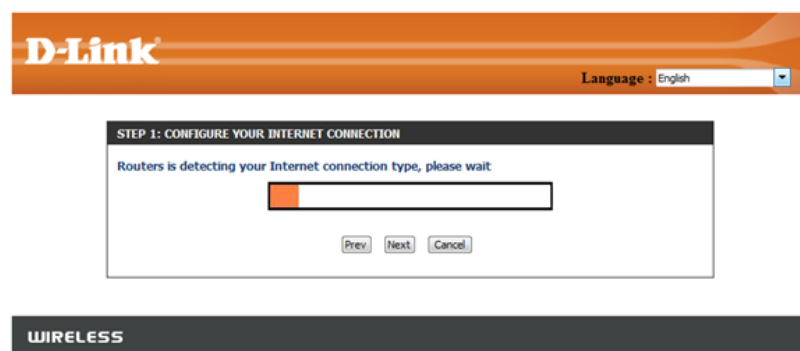 D-Link
Language : English
STEP 1: CONFIGURE YOUR INTERNET CONNECTION
Routers is detecting your Internet connection type, please wait
Prev Next Cancel
WIRELESS